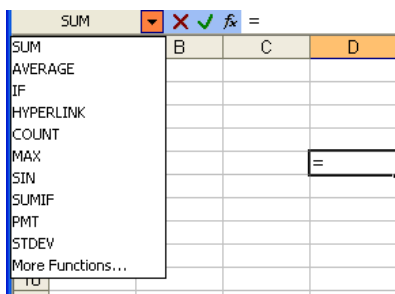 SUM fx =
B C D
SUM
AVERAGE
IF
HYPERLINK
COUNT
MAX
=
SIN
SUMIF
PMT
STDEV
More Functions...
10